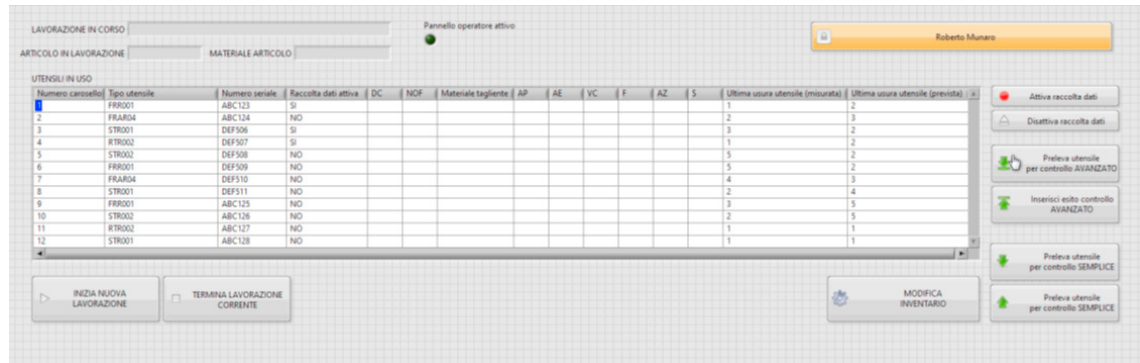 LAVORAZIONE IN CORSO
Pannello operatore attivo
Roberto Munaro
ARTICOLO IN LAVORAZIONE MATERIALE ARTICOLO
UTENSILI IN USO
Numero carosello Tipo utensile Numero seriale Raccolta dati attiva DC NOF Materiale tagliente AP AE VC F AZ S Ultima usura utensile (misurata) Ultima usura utensile (prevista)
1 FRR001 ABC123 SI 1 2
2 FRAR04 ABC124 NO 2 3
3 STR001 DEF506 SI 3 2
4 RTR002 DEF507 SI 1 2
5 STR002 DEF508 NO 5 2
6 FRR001 DEF509 NO 5 2
7 FRAR04 DEF510 NO 4 3
8 STR001 DEF511 NO 2 4
9 FRR001 ABC125 NO 3 5
10 STR002 ABC126 NO 2 5
11 RTR002 ABC127 NO 1 1
12 STR001 ABC128 NO 1 1
Attiva raccolta dati
Disattiva raccolta dati
Preleva utensile
per controllo AVANZATO
Inserisci esito controllo
AVANZATO
Preleva utensile
per controllo SEMPLICE
Preleva utensile
per controllo SEMPLICE
INIZIA NUOVA
LAVORAZIONE
TERMINA LAVORAZIONE
CORRENTE
MODIFICA
INVENTARIO